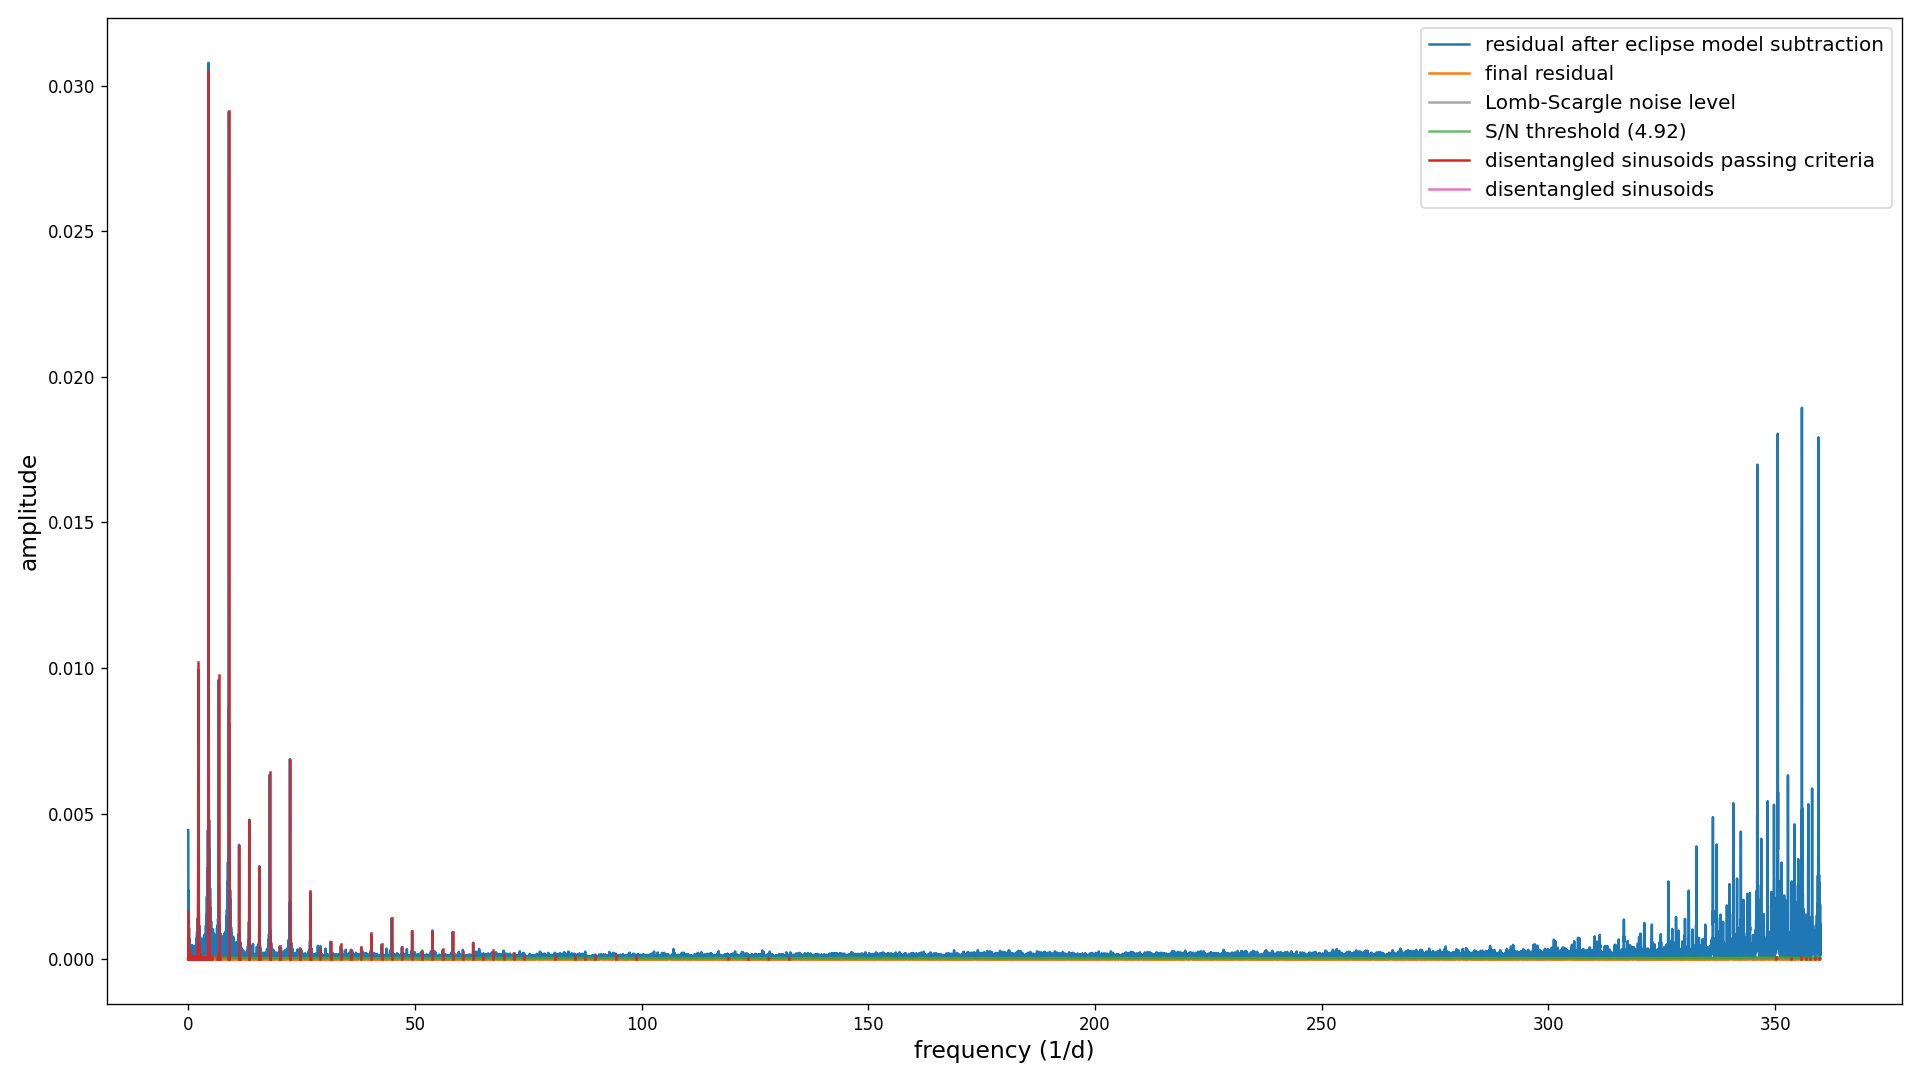 residual after eclipse model subtraction
final residual
Lomb-Scargle noise level
S/N threshold (4.92)
disentangled sinusoids passing criteria
disentangled sinusoids
0.030
0.025
0.020
0.015
0.010
0.005
0.000
amplitude
0 50 100 150 200 250 300 350
frequency (1/d)